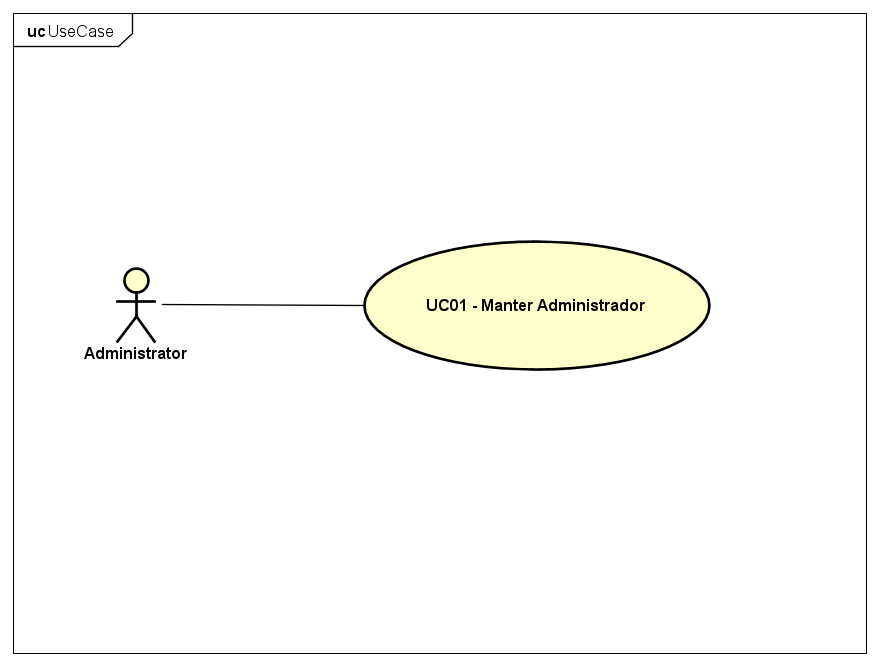 uc UseCase
UC01 - Manter Administrador
Administrator